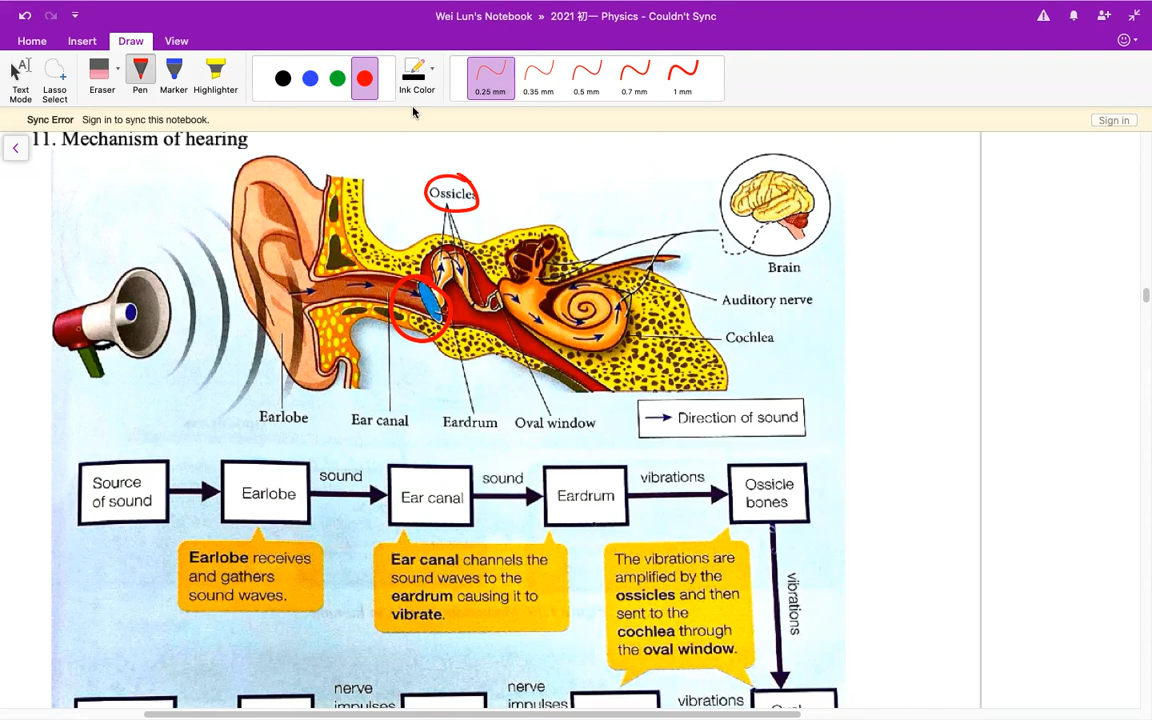 Wei Lun's Notebook » 2021 初一 Physics - Couldn't Sync
Home Insert Draw View
Text Mode
Lasso Select
Eraser
Pen
Marker
Highlighter
Ink Color
0.25 mm
0.35 mm
0.5 mm
0.7 mm
1 mm
Sync Error Sign in to sync this notebook.
Sign in
11. Mechanism of hearing
Ossicles
Brain
Auditory nerve
Cochlea
Earlobe
Ear canal
Eardrum
Oval window
Direction of sound
Source
of sound
Earlobe
sound
Ear canal
sound
Eardrum
vibrations
Ossicle
bones
Earlobe receives
and gathers
sound waves.
Ear canal channels the
sound waves to the
eardrum causing it to
vibrate.
The vibrations are
amplified by the
ossicles and then
sent to the
cochlea through
the oval window.
vibrations
nerve
impulses
nerve
impulses
vibrations